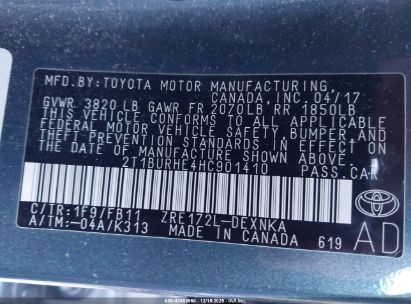 MFD.BY:TOYOTA MOTOR MANUFACTURING,
CANADA, INC. 04/17
GVWR 3820 LB GAWR FR 2070LB RR 1850LB
THIS VEHICLE CONFORMS TO ALL APPLICABLE
FEDERAL MOTOR VEHICLE SAFETY, BUMPER, AND
THEFT PREVENTION STANDARDS IN EFFECT ON
THE DATE OF MANUFACTURE SHOWN ABOVE.
2T1BURHE4HC901410 PASS.CAR
C/TR:1F9/FB11 ZRE172L-DEXNKA
A/TM:-04A/K313 MADE IN CANADA 619
AD